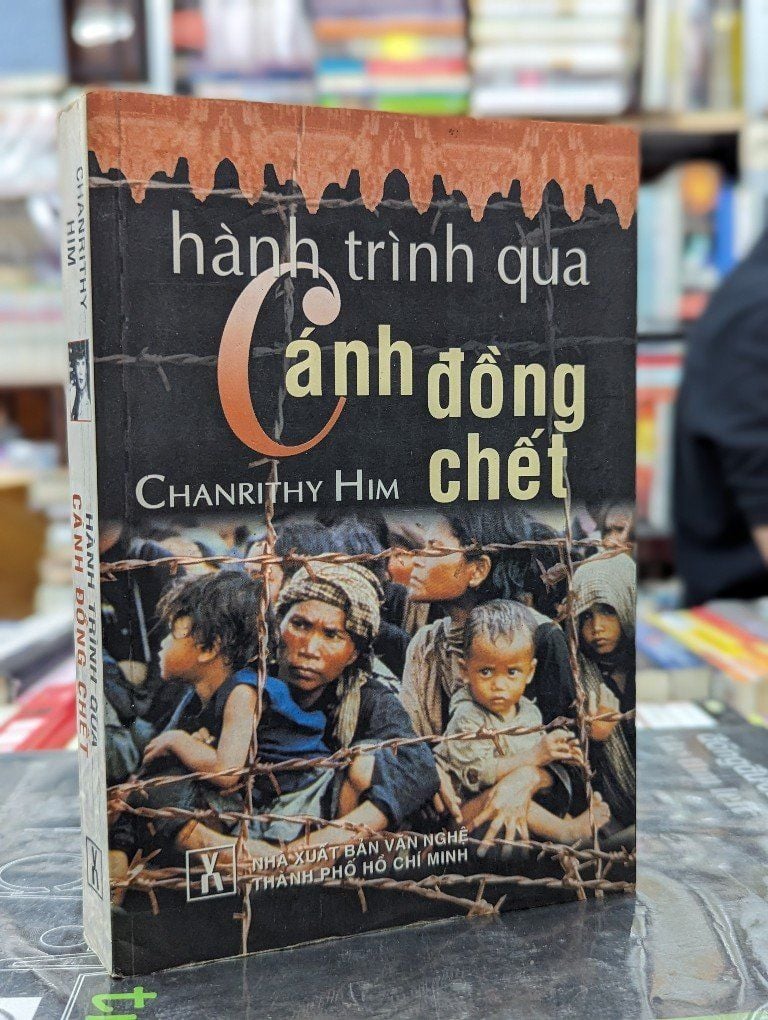 hành trình qua
Cánh đồng
chết
CHANRITHY HIM
NHÀ XUẤT BẢN VĂN NGHỆ
THÀNH PHỐ HỒ CHÍ MINH
CHANRITHY
HIM
HÀNH TRÌNH QUA
CÁNH ĐỒNG CHẾT